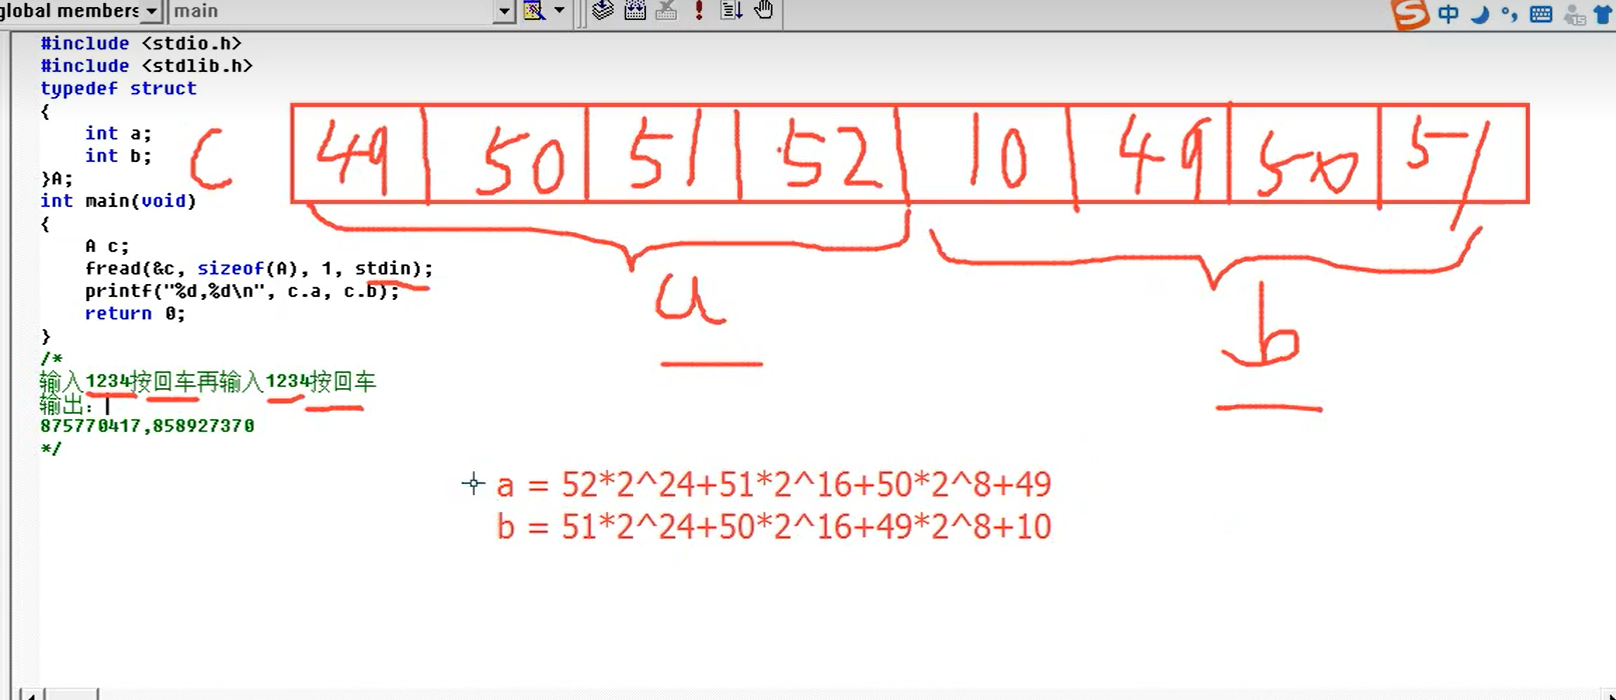 global members main
中
#include <stdio.h>
#include <stdlib.h>
typedef struct
{
int a;
int b;
}A;
C 49 50 51 52 10 49 50 51
int main(void)
{
A c;
fread(&c, sizeof(A), 1, stdin);
printf("%d,%d\n", c.a, c.b);
return 0;
}
a
b
/*
输入1234按回车再输入1234按回车
输出：
875770417,858927370
*/
a = 52*2^24+51*2^16+50*2^8+49
b = 51*2^24+50*2^16+49*2^8+10